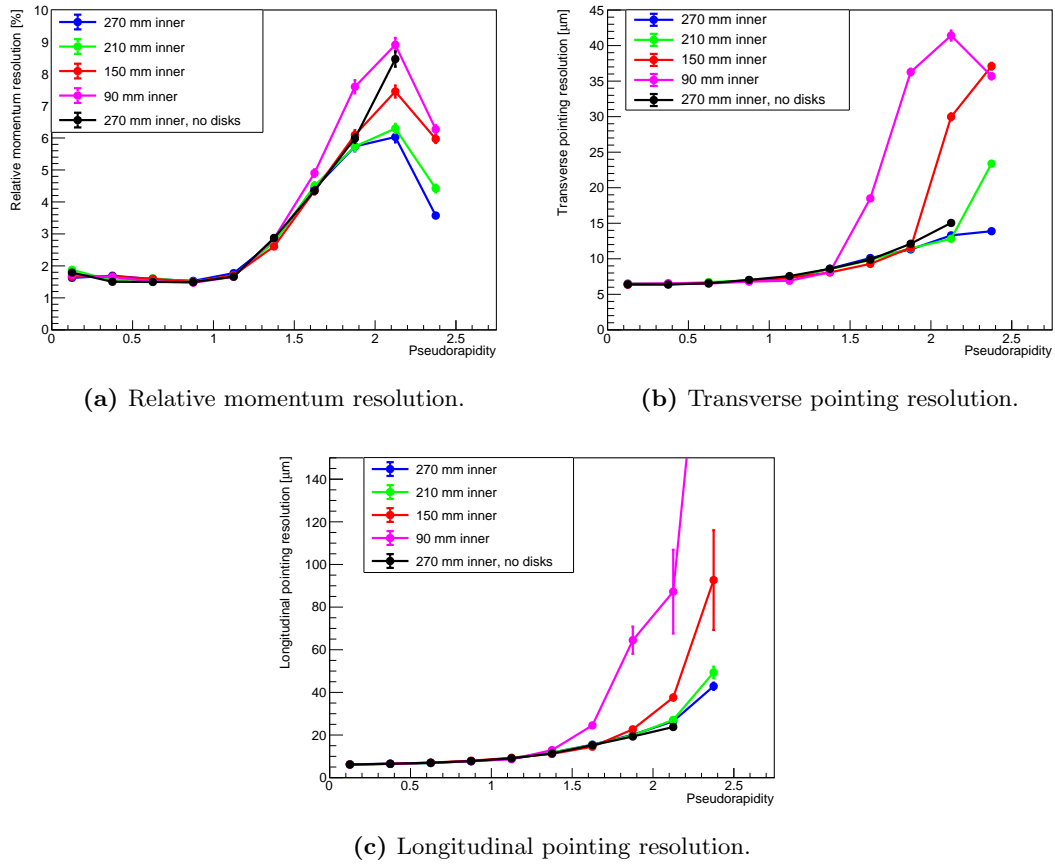 Relative momentum resolution [%]
10
9
8
7
6
5
4
3
2
1
0
270 mm inner
210 mm inner
150 mm inner
90 mm inner
270 mm inner, no disks
0 0.5 1 1.5 2 2.5
Pseudorapidity
(a) Relative momentum resolution.
Transverse pointing resolution [μm]
45
40
35
30
25
20
15
10
5
0
270 mm inner
210 mm inner
150 mm inner
90 mm inner
270 mm inner, no disks
0 0.5 1 1.5 2 2.5
Pseudorapidity
(b) Transverse pointing resolution.
Longitudinal pointing resolution [μm]
140
120
100
80
60
40
20
0
270 mm inner
210 mm inner
150 mm inner
90 mm inner
270 mm inner, no disks
0 0.5 1 1.5 2 2.5
Pseudorapidity
(c) Longitudinal pointing resolution.